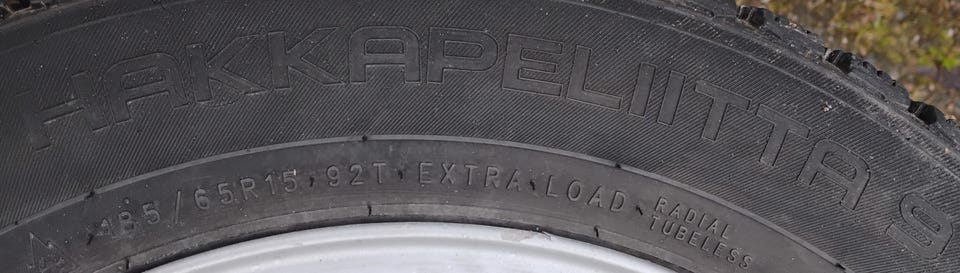 HAKKAPELIITTA 9
185/65R15 92T EXTRA LOAD
RADIAL
TUBELESS